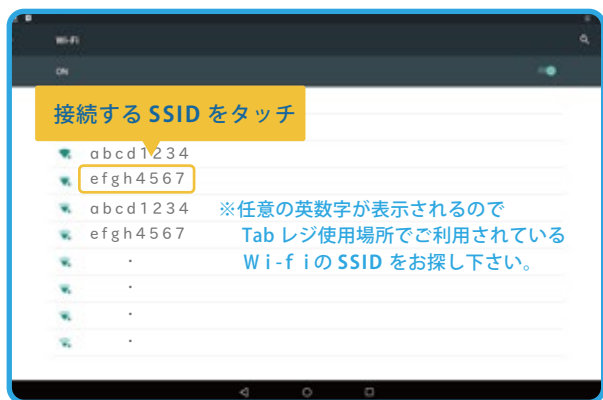 Wi-Fi
ON
接続する SSID をタッチ
abcd1234
efgh4567
abcd1234
※任意の英数字が表示されるので
efgh4567
Tab レジ使用場所でご利用されている
Wi-fiの SSID をお探し下さい。
・
・
・
・